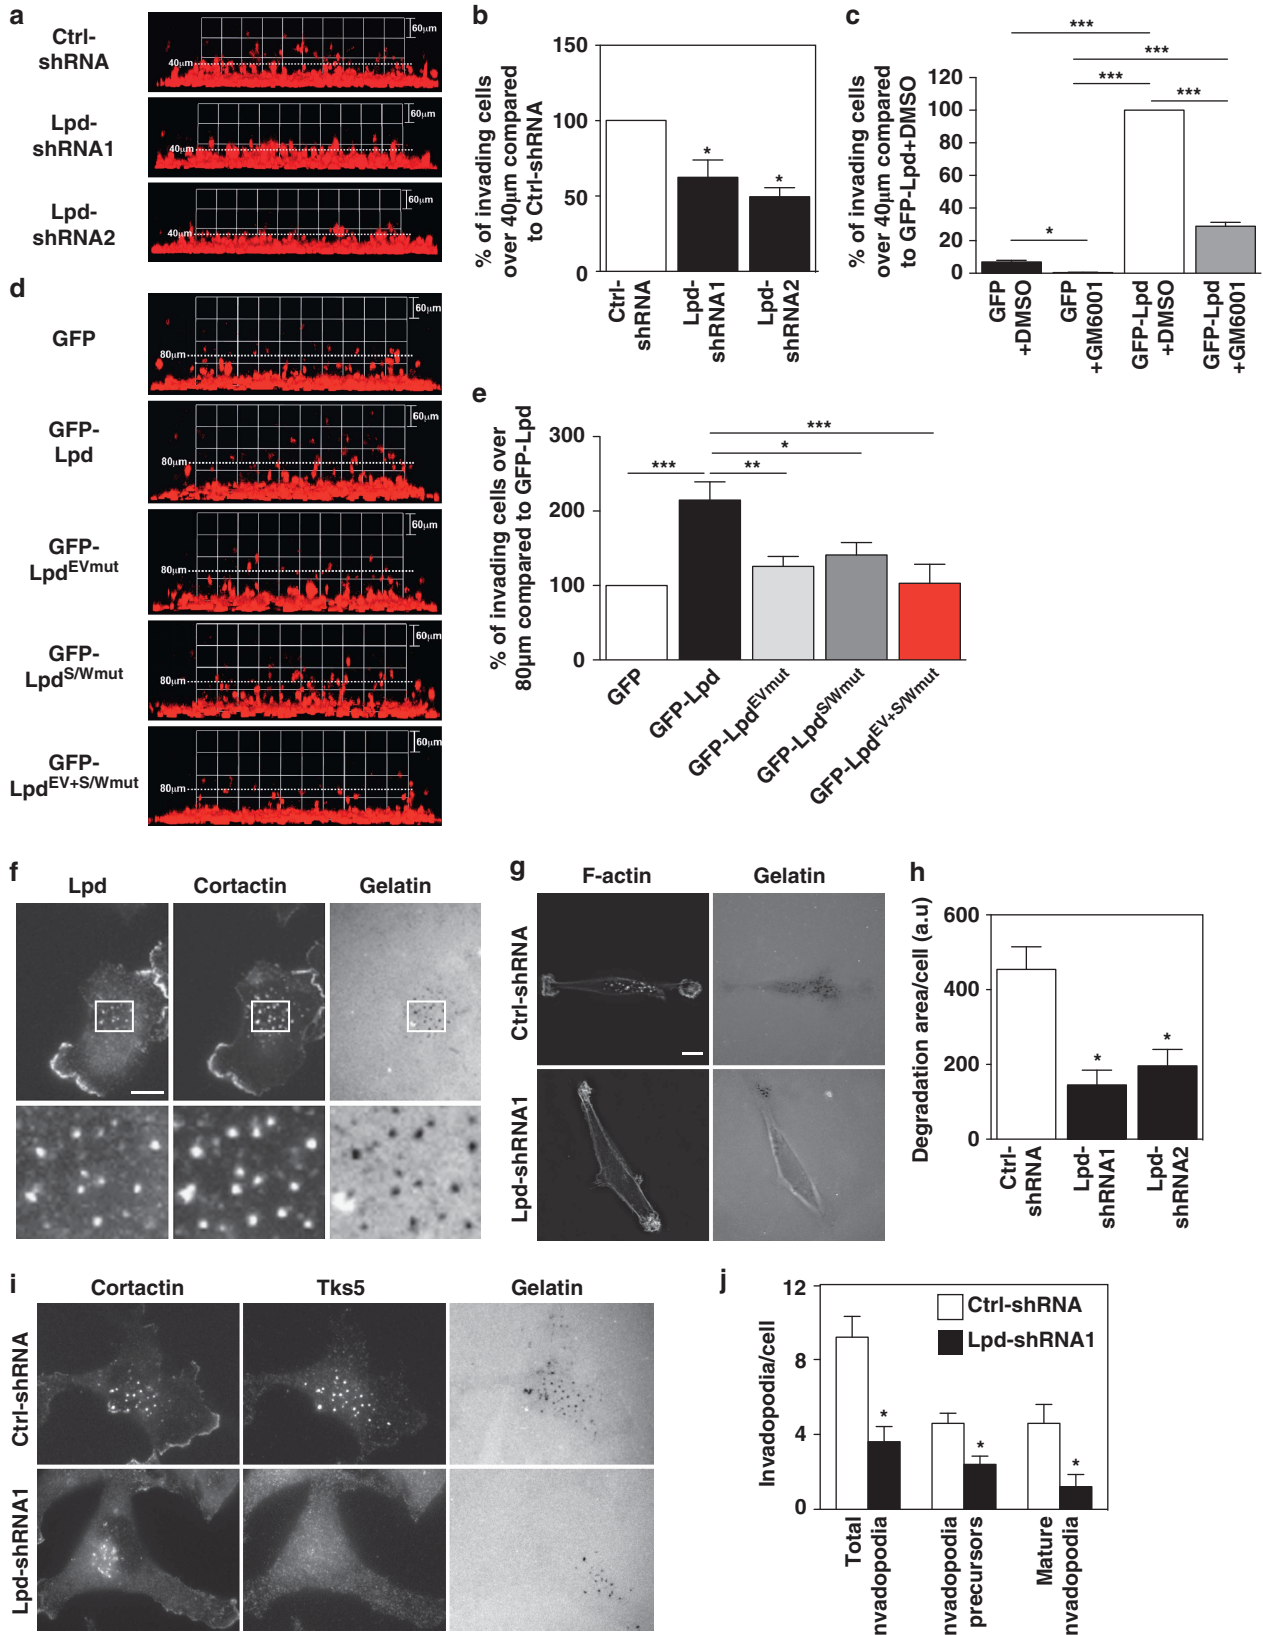 a
Ctrl-
shRNA
60μm
40μm
Lpd-
shRNA1
60μm
40μm
Lpd-
shRNA2
60μm
40μm
b
% of invading cells
over 40μm compared
to Ctrl-shRNA
150
100
50
0
*
*
Ctrl-
shRNA
Lpd-
shRNA1
Lpd-
shRNA2
c
% of invading cells
over 40μm compared
to GFP-Lpd+DMSO
120
100
80
60
40
20
0
***
***
***
***
*
GFP
+DMSO
GFP
+GM6001
GFP-Lpd
+DMSO
GFP-Lpd
+GM6001
d
GFP
60μm
80μm
GFP-
Lpd
60μm
80μm
GFP-
LpdEVmut
60μm
80μm
GFP-
LpdS/Wmut
60μm
80μm
GFP-
LpdEV+S/Wmut
60μm
80μm
e
% of invading cells over
80μm compared to GFP-Lpd
300
200
100
0
***
*
***
**
GFP
GFP-Lpd
GFP-LpdEVmut
GFP-LpdS/Wmut
GFP-LpdEV+S/Wmut
f
Lpd
Cortactin
Gelatin
g
F-actin
Gelatin
Ctrl-shRNA
Lpd-shRNA1
h
Degradation area/cell (a.u)
600
400
200
0
*
*
Ctrl-
shRNA
Lpd-
shRNA1
Lpd-
shRNA2
i
Cortactin
Tks5
Gelatin
Ctrl-shRNA
Lpd-shRNA1
j
Invadopodia/cell
12
8
4
0
Ctrl-shRNA
Lpd-shRNA1
*
*
*
Total
nvadopodia
nvadopodia
precursors
Mature
nvadopodia